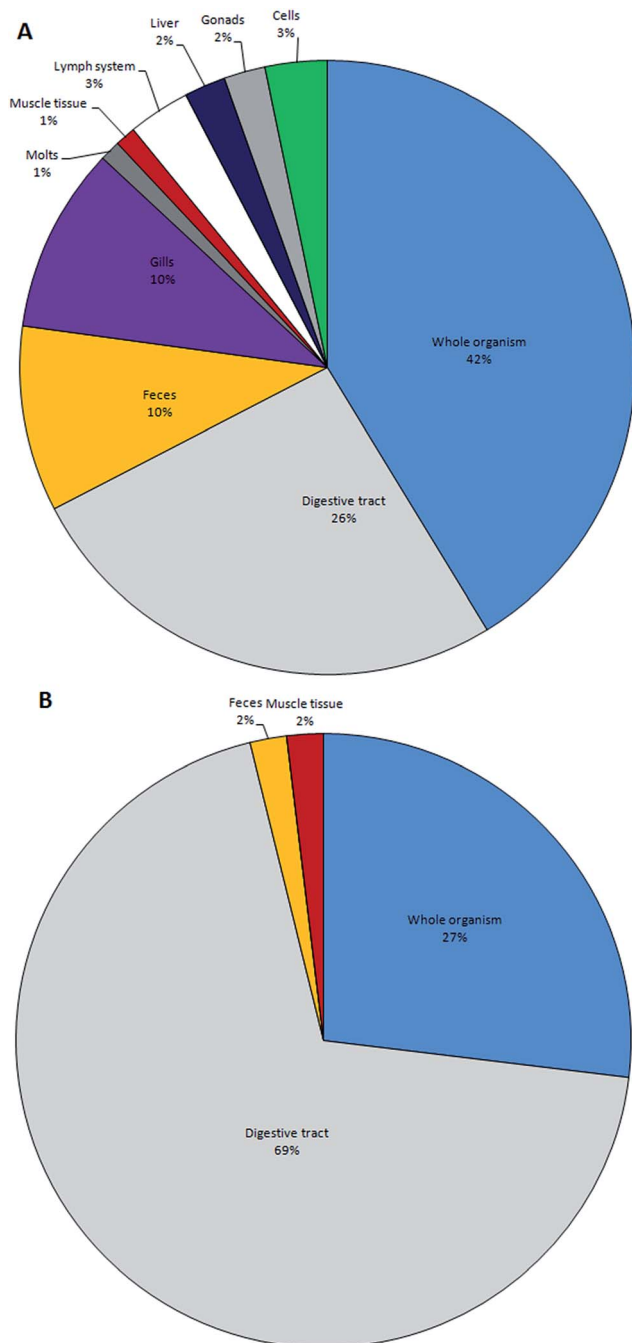 A
Liver
2%
Gonads
2%
Cells
3%
Lymph system
3%
Muscle tissue
1%
Molts
1%
Gills
10%
Whole organism
42%
Feces
10%
Digestive tract
26%
B
Feces
2%
Muscle tissue
2%
Whole organism
27%
Digestive tract
69%